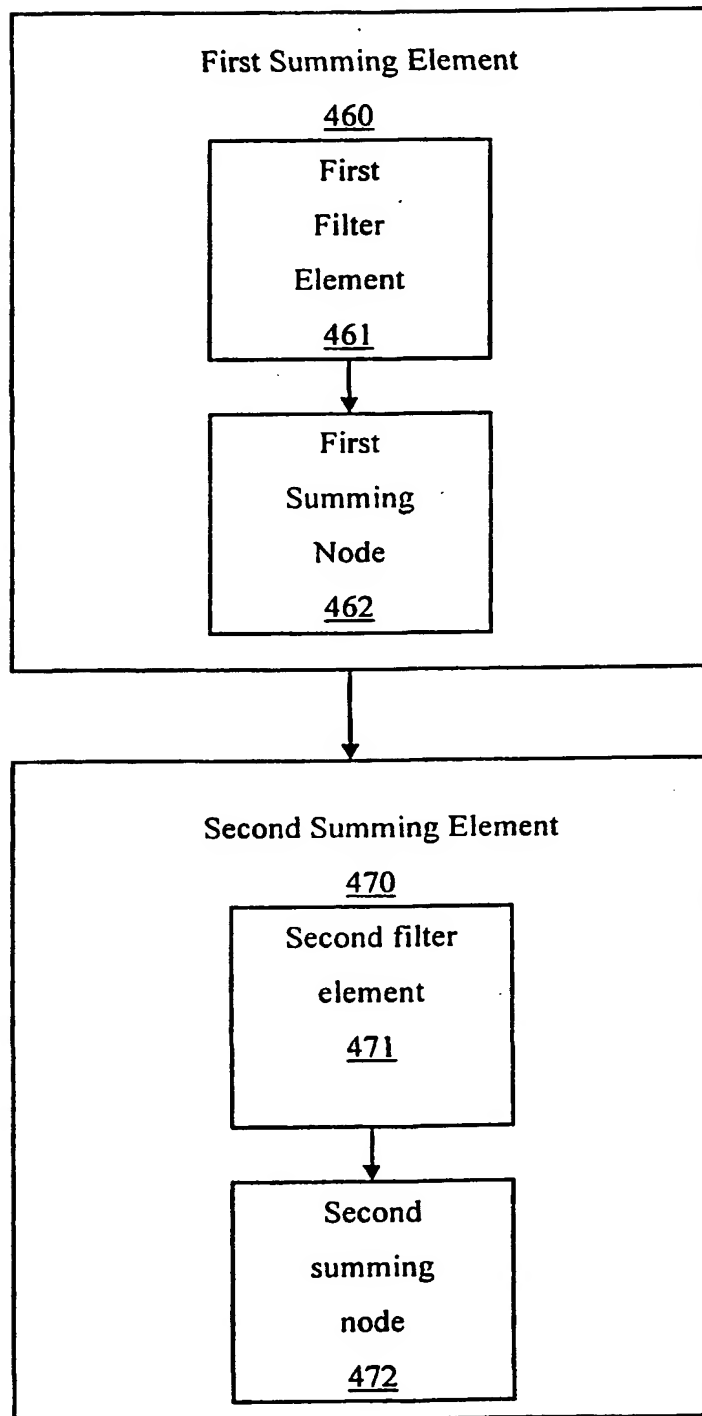 First Summing Element
460
First
Filter
Element
461
First
Summing
Node
462
Second Summing Element
470
Second filter
element
471
Second
summing
node
472